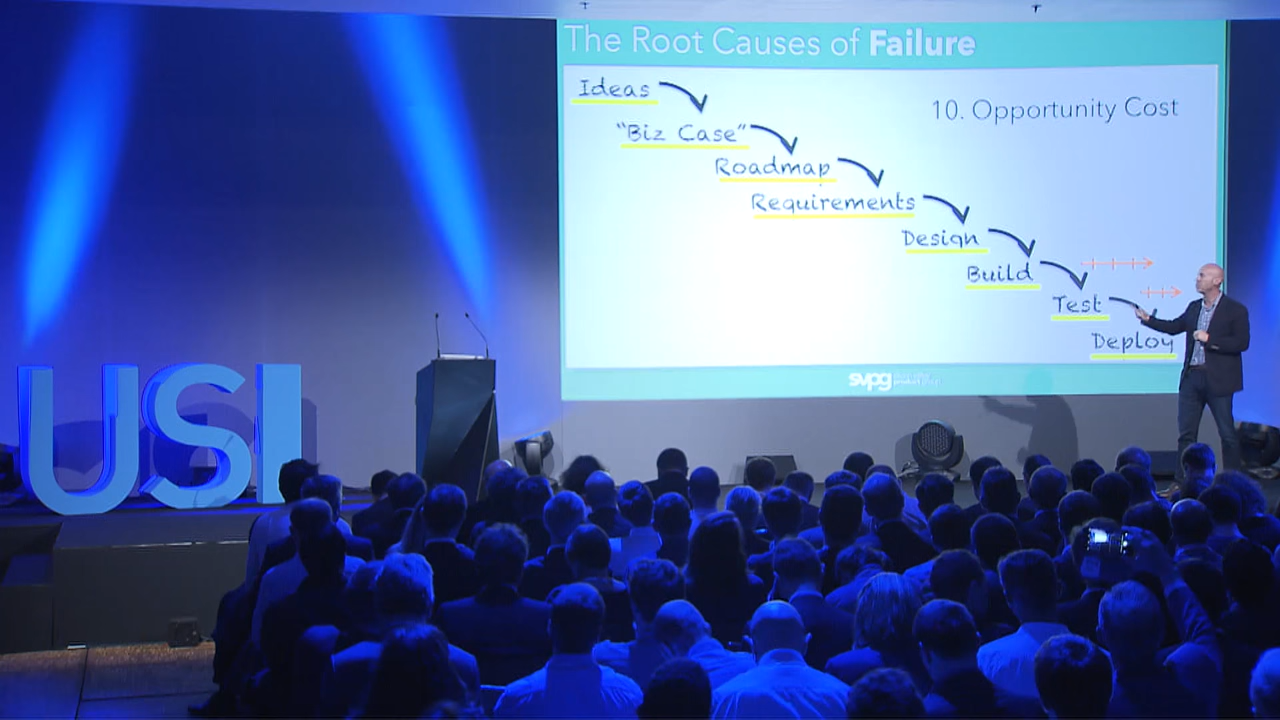 The Root Causes of Failure
Ideas
10. Opportunity Cost
"Biz Case"
Roadmap
Requirements
Design
Build
Test
Deploy
svpg
USI